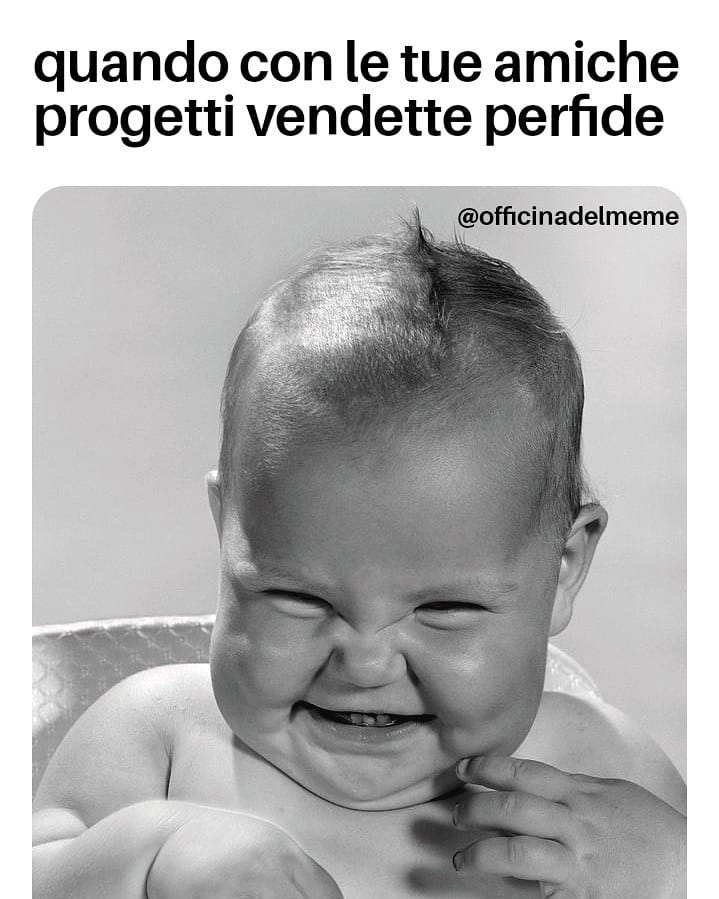 quando con le tue amiche
progetti vendette perfide
@officinadelmeme